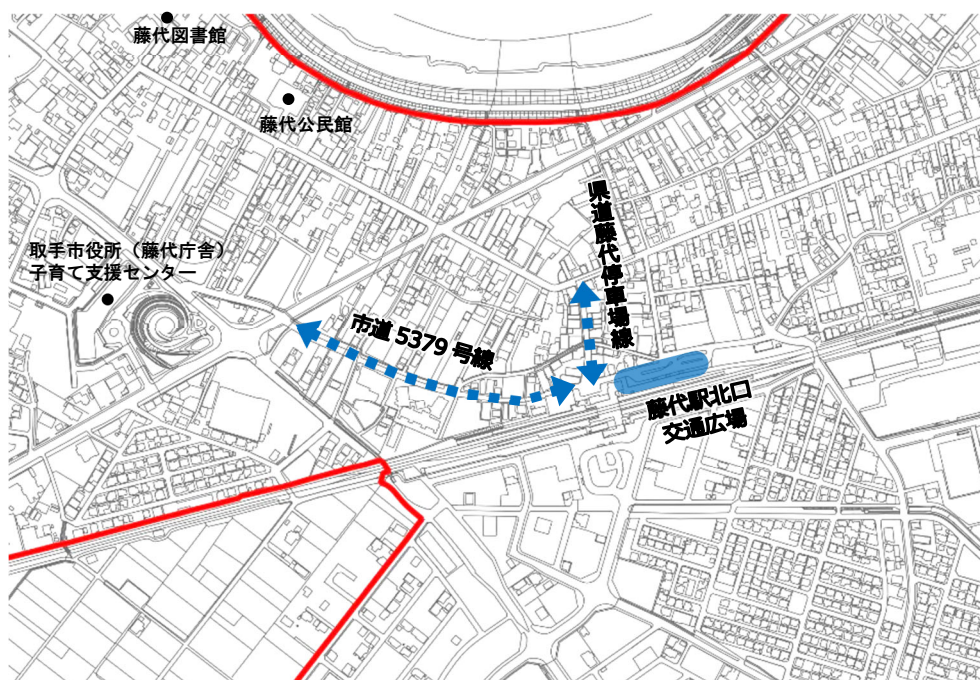 藤代図書館
藤代公民館
県道藤代停車場線
取手市役所（藤代庁舎）
子育て支援センター
市道 5379 号線
藤代駅北口
交通広場